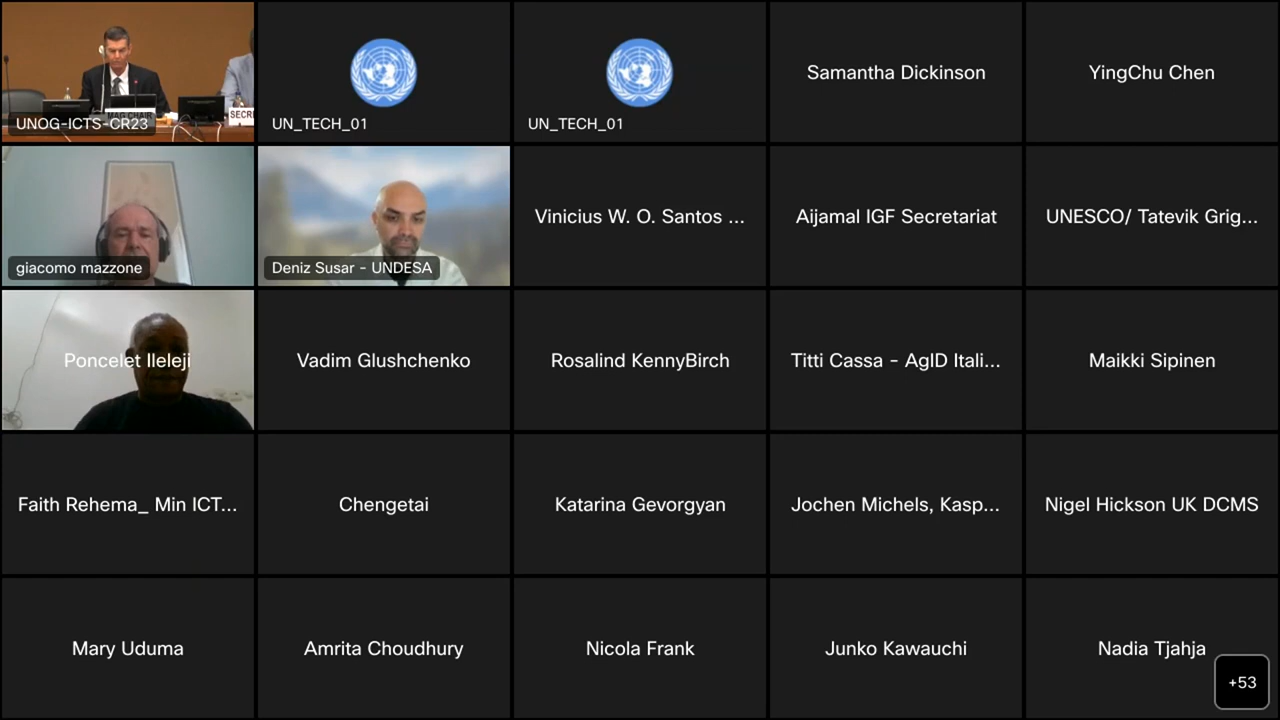 MAG CHAIR
SECR
UNOG-ICTS-CR23
UN_TECH_01
UN_TECH_01
Samantha Dickinson
YingChu Chen
giacomo mazzone
Deniz Susar - UNDESA
Vinicius W. O. Santos ...
Aijamal IGF Secretariat
UNESCO/ Tatevik Grig...
Poncelet Ileleji
Vadim Glushchenko
Rosalind KennyBirch
Titti Cassa - AgID Itali...
Maikki Sipinen
Faith Rehema_ Min ICT...
Chengetai
Katarina Gevorgyan
Jochen Michels, Kasp...
Nigel Hickson UK DCMS
Mary Uduma
Amrita Choudhury
Nicola Frank
Junko Kawauchi
Nadia Tjahja
+53